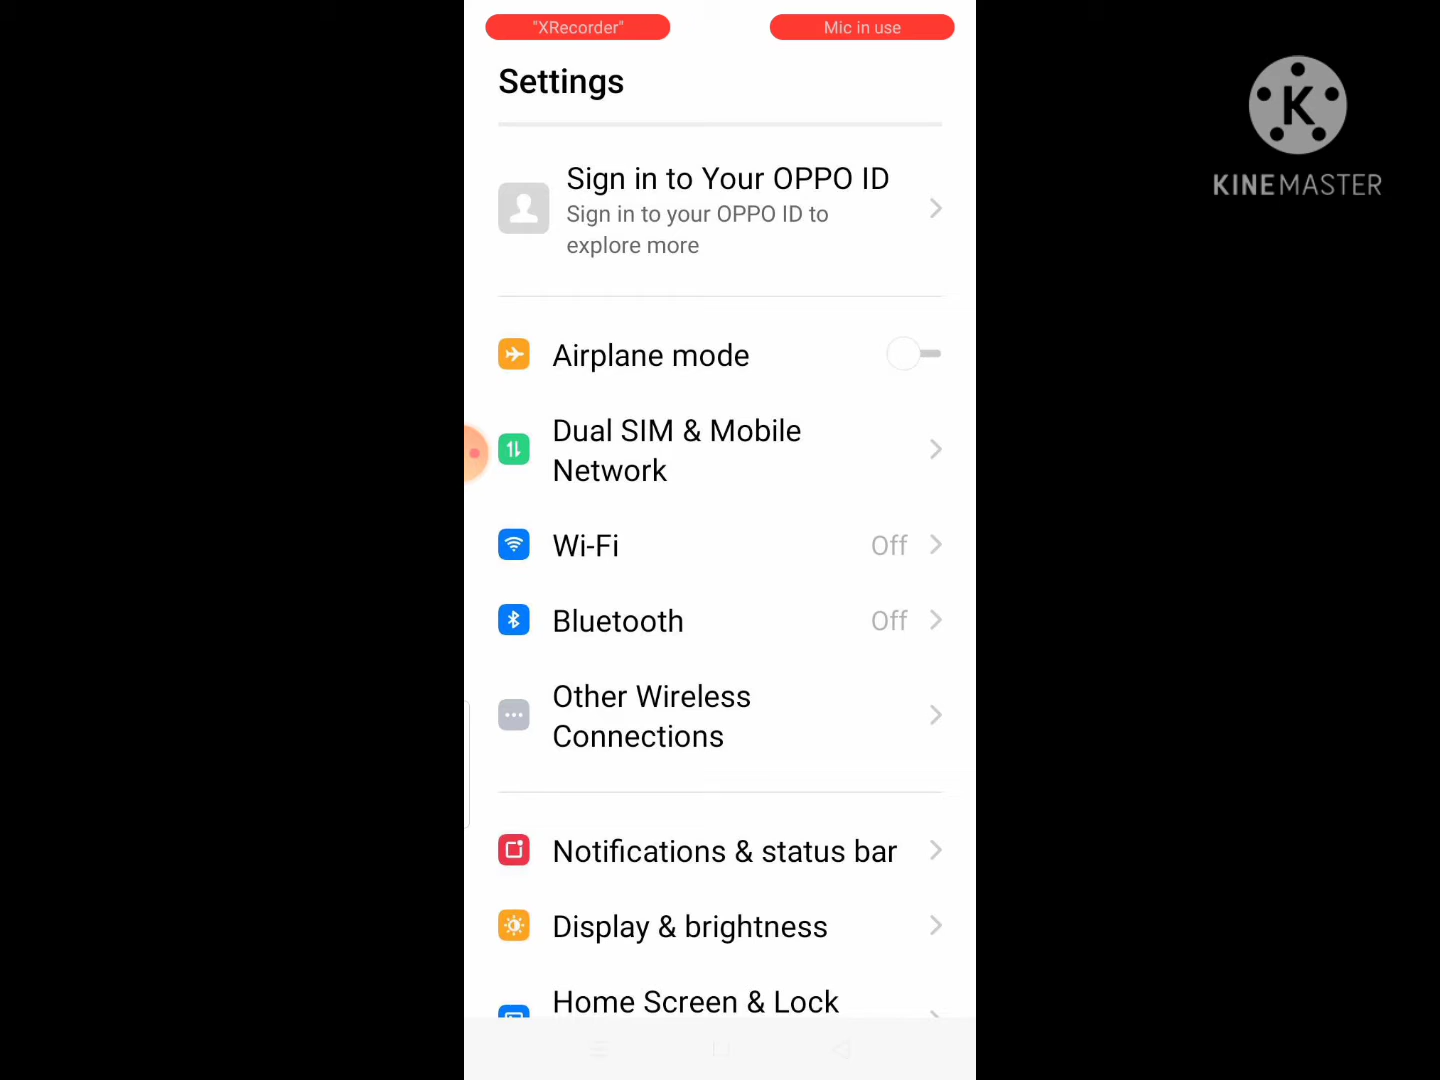 "XRecorder"
Mic in use
Settings
KINEMASTER
Sign in to Your OPPO ID
Sign in to your OPPO ID to
explore more
Airplane mode
Dual SIM & Mobile
Network
Wi-Fi Off
Bluetooth Off
Other Wireless
Connections
Notifications & status bar
Display & brightness
Home Screen & Lock